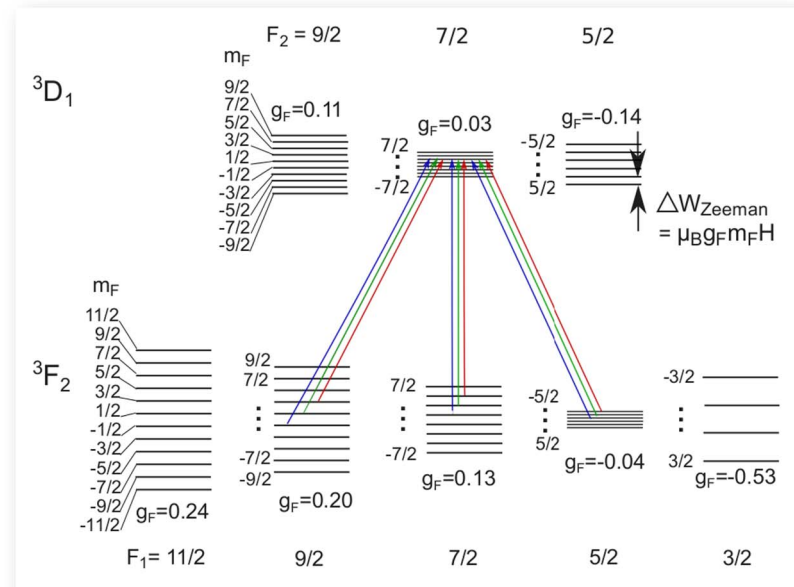 F₂ = 9/2 7/2 5/2
m_F
³D₁
9/2
7/2
5/2
3/2
1/2
-1/2
-3/2
-5/2
-7/2
-9/2
g_F=0.11
g_F=0.03
7/2
-7/2
g_F=-0.14
-5/2
5/2
△W_Zeeman
= μ_B g_F m_F H
m_F
³F₂
11/2
9/2
7/2
5/2
3/2
1/2
-1/2
-3/2
-5/2
-7/2
-9/2
-11/2
g_F=0.24
9/2
7/2
-7/2
-9/2
g_F=0.20
7/2
-7/2
g_F=0.13
-5/2
5/2
g_F=-0.04
-3/2
3/2
g_F=-0.53
F₁= 11/2 9/2 7/2 5/2 3/2